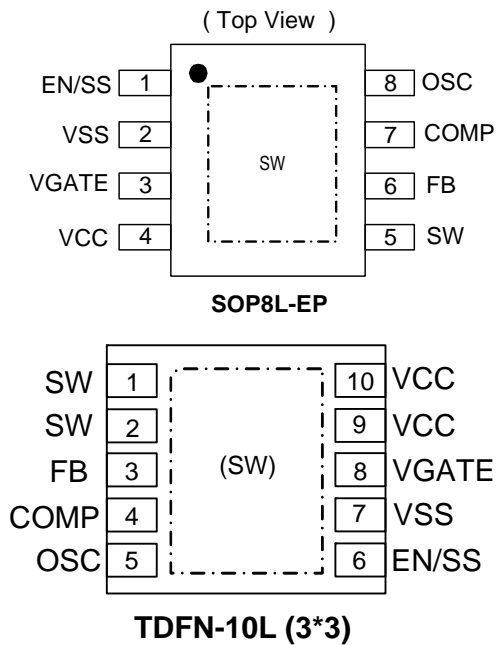 ( Top View )
EN/SS 1 8 OSC
VSS 2 7 COMP
SW
VGATE 3 6 FB
VCC 4 5 SW
SOP8L-EP
SW 1 10 VCC
SW 2 9 VCC
FB 3 (SW) 8 VGATE
COMP 4 7 VSS
OSC 5 6 EN/SS
TDFN-10L (3*3)